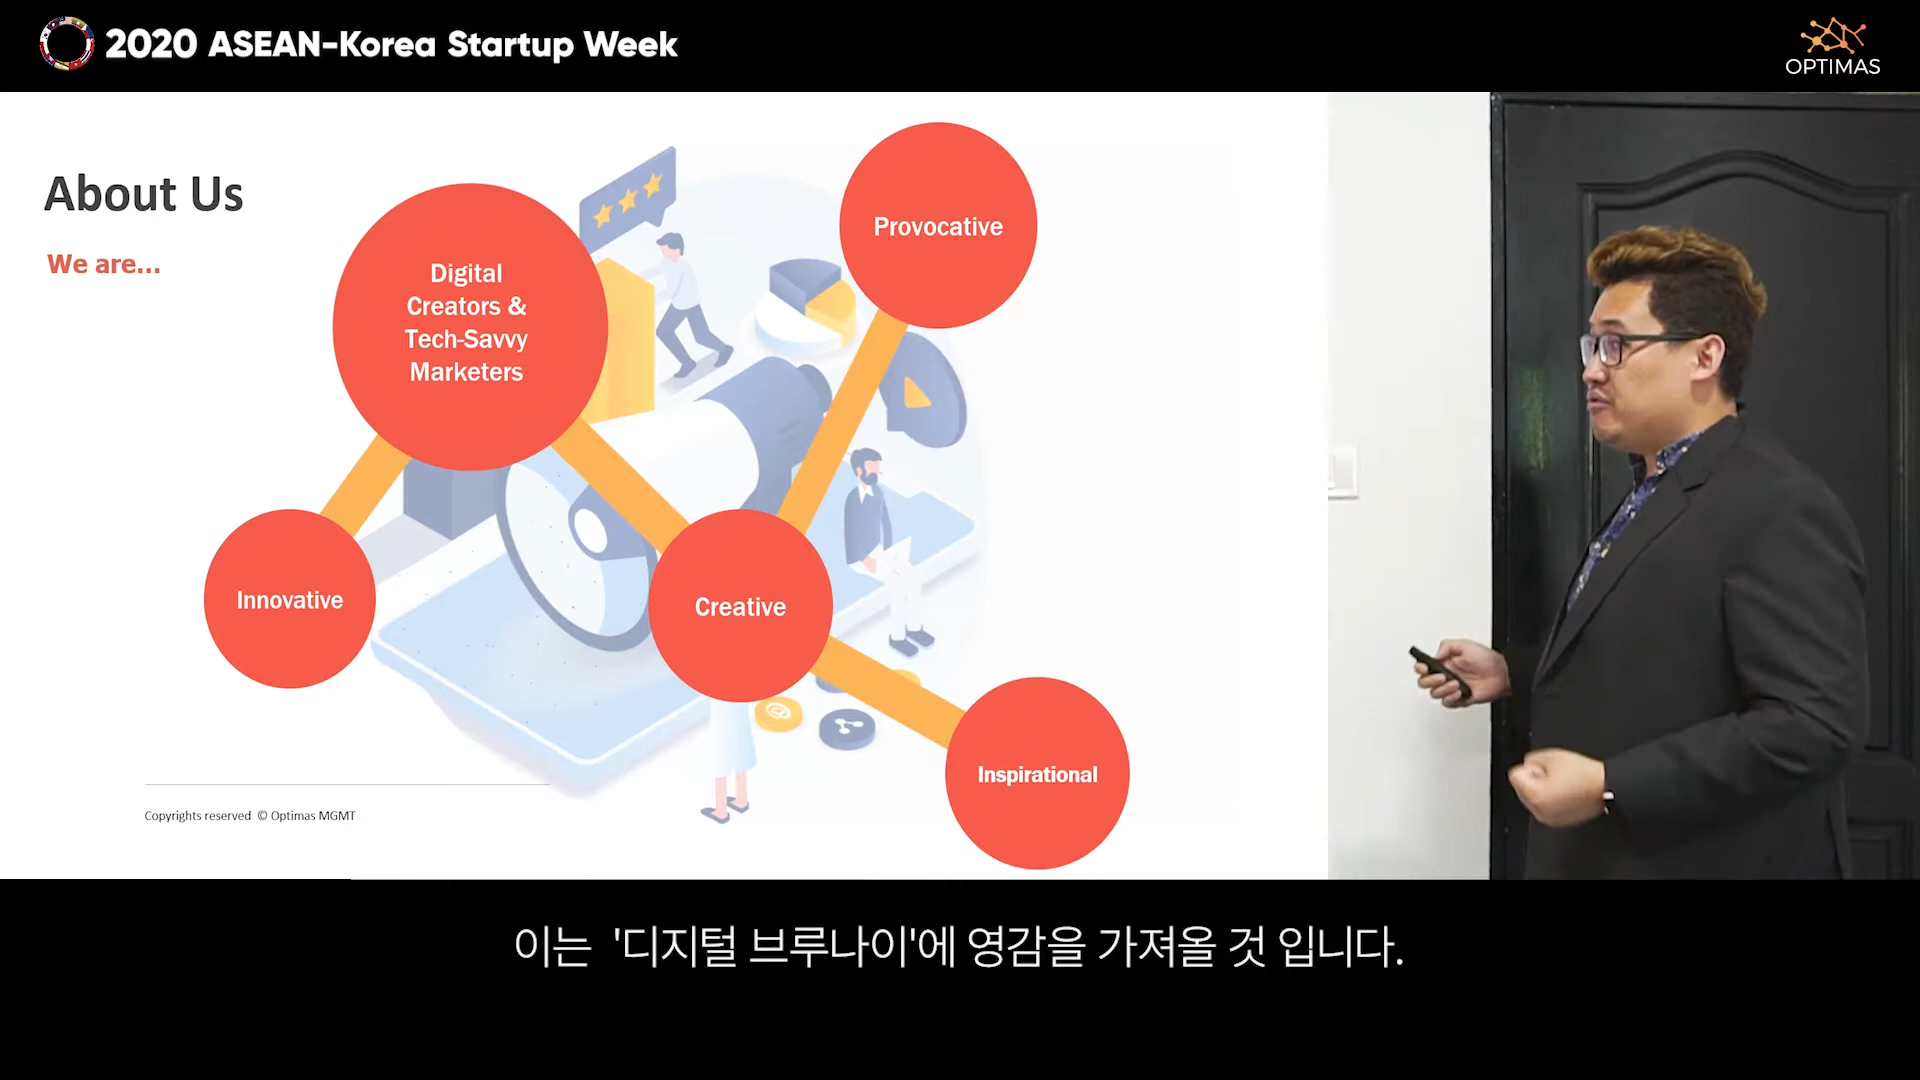 2020 ASEAN-Korea Startup Week
OPTIMAS
About Us
We are...
Digital
Creators &
Tech-Savvy
Marketers
Provocative
Innovative
Creative
Inspirational
Copyrights reserved © Optimas MGMT
이는 '디지털 브루나이'에 영감을 가져올 것 입니다.